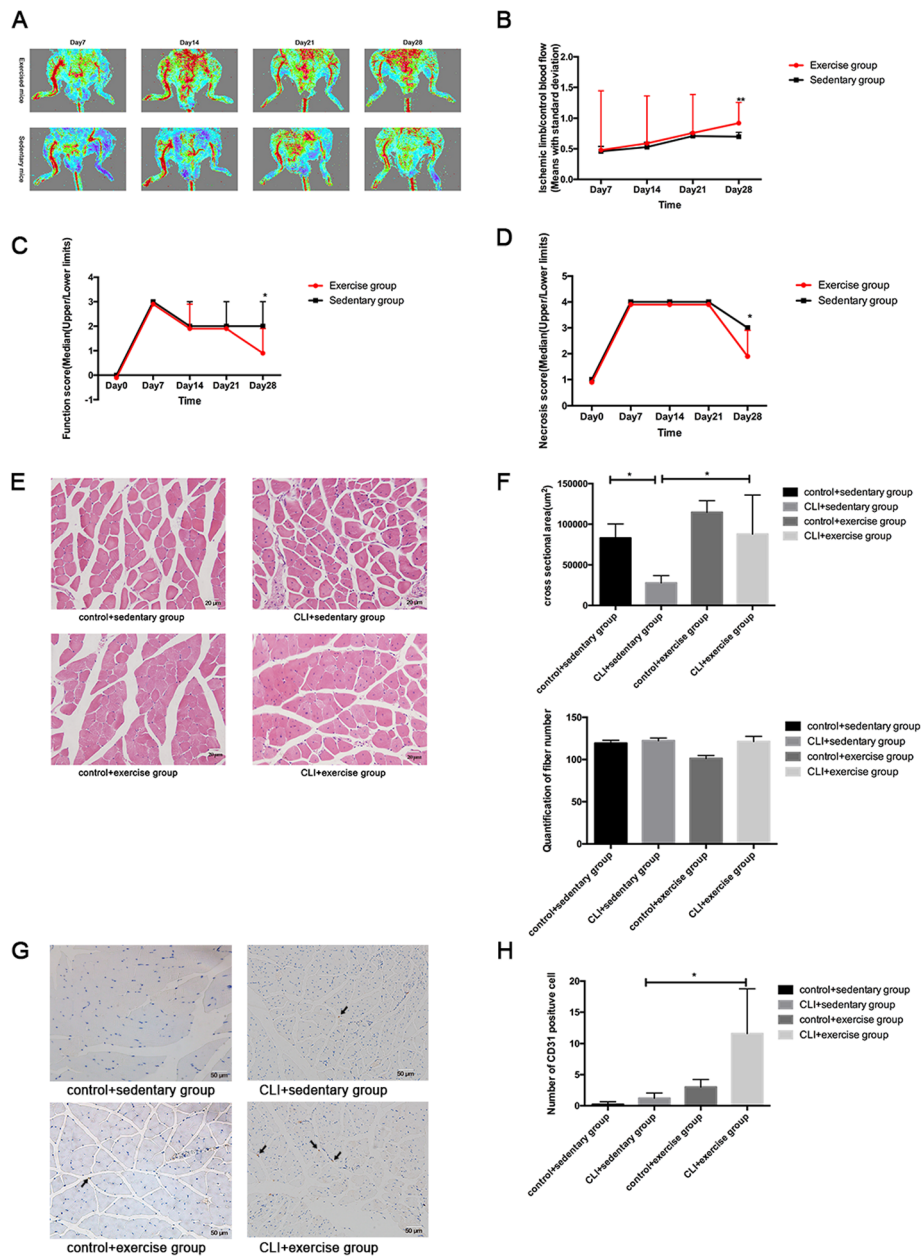 A
Day7 Day14 Day21 Day28
Exercised mice
Sedentary mice
B
Ischemic limb/control blood flow
(Means with standard deviation)
2.0
1.5
1.0
0.5
0.0
**
Day7 Day14 Day21 Day28
Time
Exercise group
Sedentary group
C
Function score(Median(Upper/Lower limits)
4
3
2
1
0
-1
*
Day0 Day7 Day14 Day21 Day28
Time
Exercise group
Sedentary group
D
Necrosis score(Median(Upper/Lower limits)
5
4
3
2
1
0
*
Day0 Day7 Day14 Day21 Day28
Time
Exercise group
Sedentary group
E
20 μm
control+sedentary group
20 μm
CLI+sedentary group
20μm
control+exercise group
20μm
CLI+exercise group
F
cross sectional area(um²)
150000
100000
50000
0
* *
control+sedentary group
CLI+sedentary group
control+exercise group
CLI+exercise group
control+sedentary group
CLI+sedentary group
control+exercise group
CLI+exercise group
Quantification of fiber number
150
100
50
0
control+sedentary group
CLI+sedentary group
control+exercise group
CLI+exercise group
control+sedentary group
CLI+sedentary group
control+exercise group
CLI+exercise group
G
50 μm
control+sedentary group
50 μm
CLI+sedentary group
50 μm
control+exercise group
50 μm
CLI+exercise group
H
Number of CD31 posituve cell
20
15
10
5
0
*
control+sedentary group
CLI+sedentary group
control+exercise group
CLI+exercise group
control+sedentary group
CLI+sedentary group
control+exercise group
CLI+exercise group